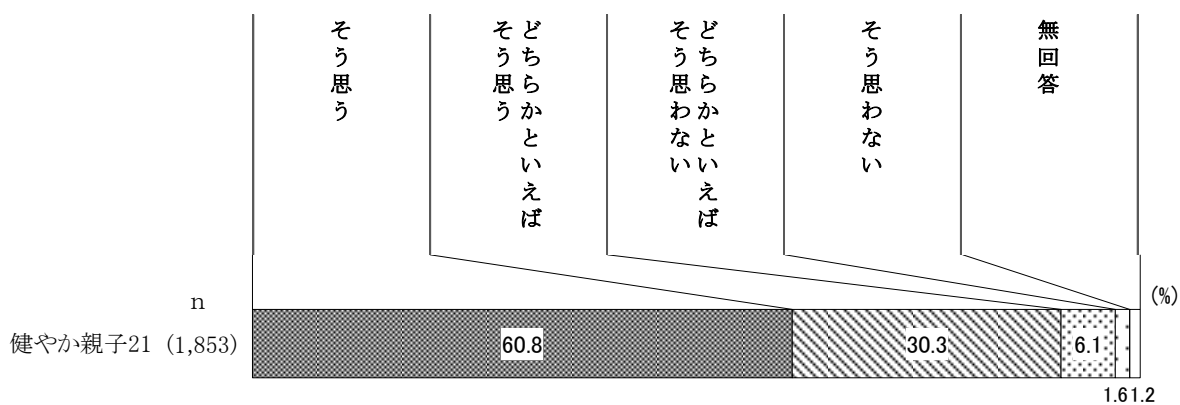 そう思う
どちらかといえば
そう思う
どちらかといえば
そう思わない
そう思わない
無回答
(%)
n
健やか親子21 (1,853)
60.8
30.3
6.1
1.6
1.2